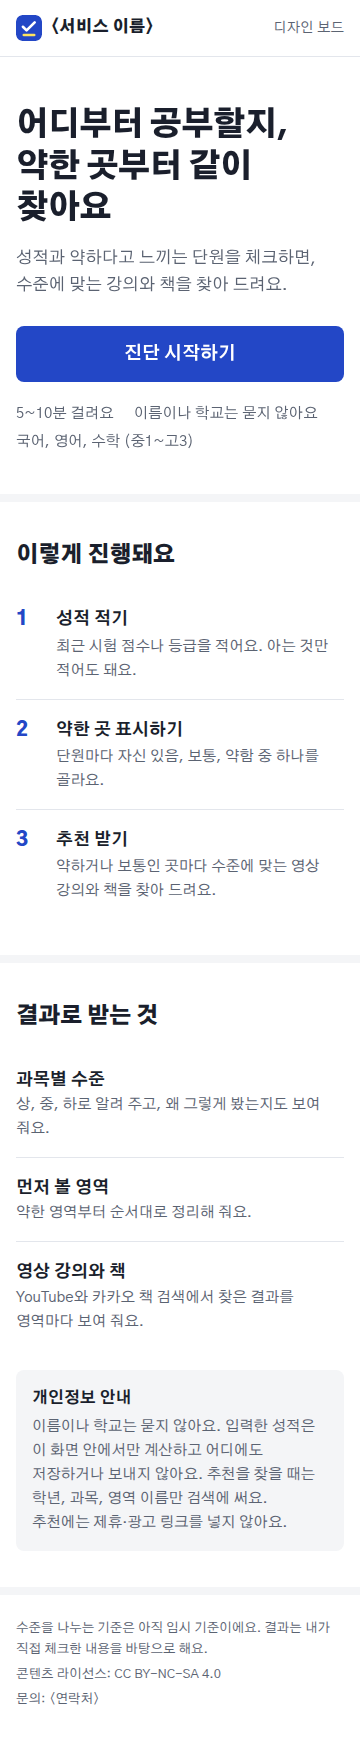 〈서비스 이름〉
디자인 보드
어디부터 공부할지,
약한 곳부터 같이
찾아요
성적과 약하다고 느끼는 단원을 체크하면,
수준에 맞는 강의와 책을 찾아 드려요.
진단 시작하기
5~10분 걸려요 이름이나 학교는 묻지 않아요
국어, 영어, 수학 (중1~고3)
이렇게 진행돼요
1 성적 적기
최근 시험 점수나 등급을 적어요. 아는 것만
적어도 돼요.
2 약한 곳 표시하기
단원마다 자신 있음, 보통, 약함 중 하나를
골라요.
3 추천 받기
약하거나 보통인 곳마다 수준에 맞는 영상
강의와 책을 찾아 드려요.
결과로 받는 것
과목별 수준
상, 중, 하로 알려 주고, 왜 그렇게 봤는지도 보여
줘요.
먼저 볼 영역
약한 영역부터 순서대로 정리해 줘요.
영상 강의와 책
YouTube와 카카오 책 검색에서 찾은 결과를
영역마다 보여 줘요.
개인정보 안내
이름이나 학교는 묻지 않아요. 입력한 성적은
이 화면 안에서만 계산하고 어디에도
저장하거나 보내지 않아요. 추천을 찾을 때는
학년, 과목, 영역 이름만 검색에 써요.
추천에는 제휴·광고 링크를 넣지 않아요.
수준을 나누는 기준은 아직 임시 기준이에요. 결과는 내가
직접 체크한 내용을 바탕으로 해요.
콘텐츠 라이선스: CC BY-NC-SA 4.0
문의: 〈연락처〉